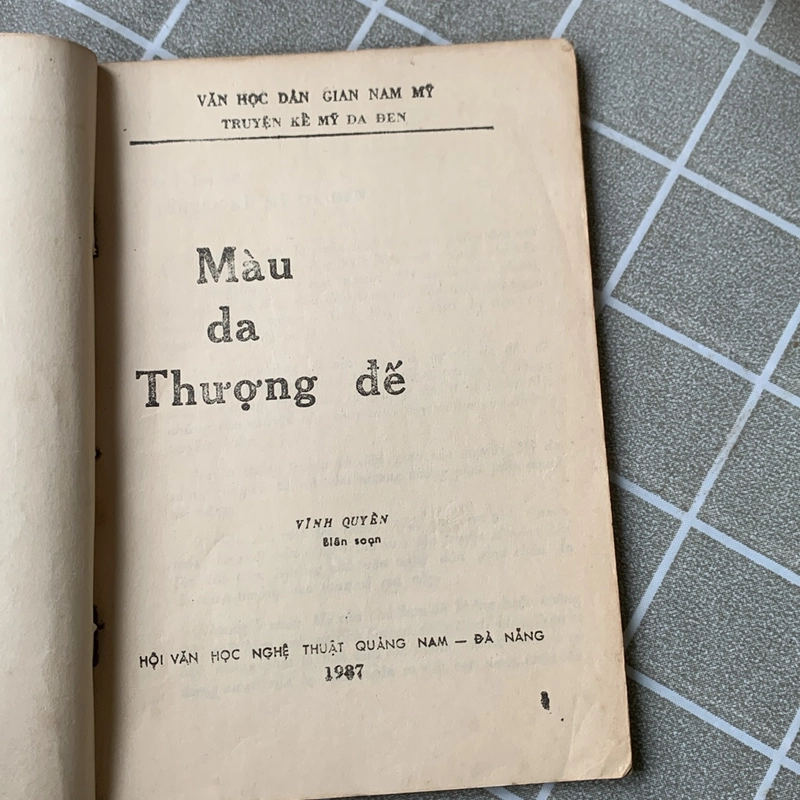 VĂN HỌC DÂN GIAN NAM MỸ
TRUYỆN KỂ MỸ DA ĐEN
Màu
da
Thượng đế
VĨNH QUYỀN
Biên soạn
HỘI VĂN HỌC NGHỆ THUẬT QUẢNG NAM — ĐÀ NẴNG
1987